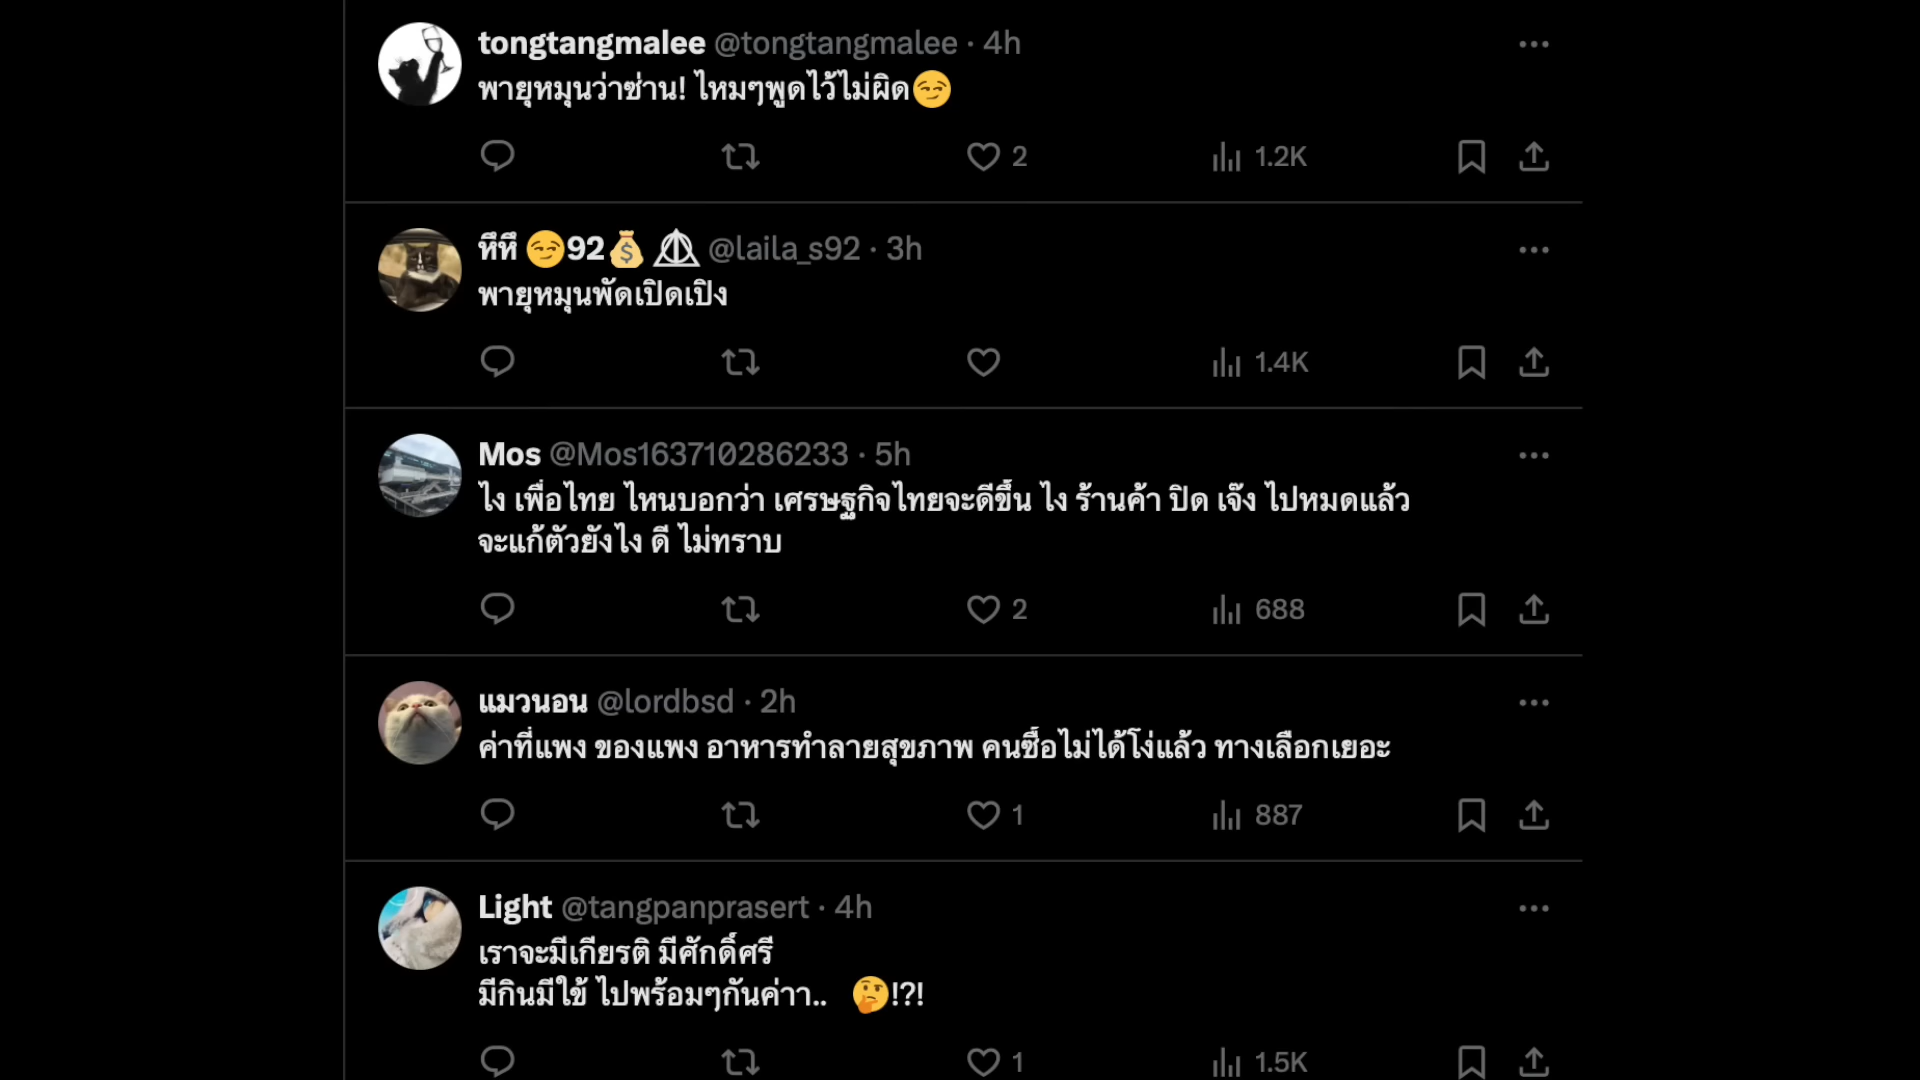 tongtangmalee @tongtangmalee · 4h
พายุหมุนว่าซ่าน! ไหมๆพูดไว้ไม่ผิด😏
2 1.2K
หึหึ 😏92💰 @laila_s92 · 3h
พายุหมุนพัดเปิดเปิง
1.4K
Mos @Mos163710286233 · 5h
ไง เพื่อไทย ไหนบอกว่า เศรษฐกิจไทยจะดีขึ้น ไง ร้านค้า ปิด เจ๊ง ไปหมดแล้ว
จะแก้ตัวยังไง ดี ไม่ทราบ
2 688
แมวนอน @lordbsd · 2h
ค่าที่แพง ของแพง อาหารทำลายสุขภาพ คนซื้อไม่ได้โง่แล้ว ทางเลือกเยอะ
1 887
Light @tangpanprasert · 4h
เราจะมีเกียรติ มีศักดิ์ศรี
มีกินมีใช้ ไปพร้อมๆกันค่าา.. 🤔!?!
1 1.5K